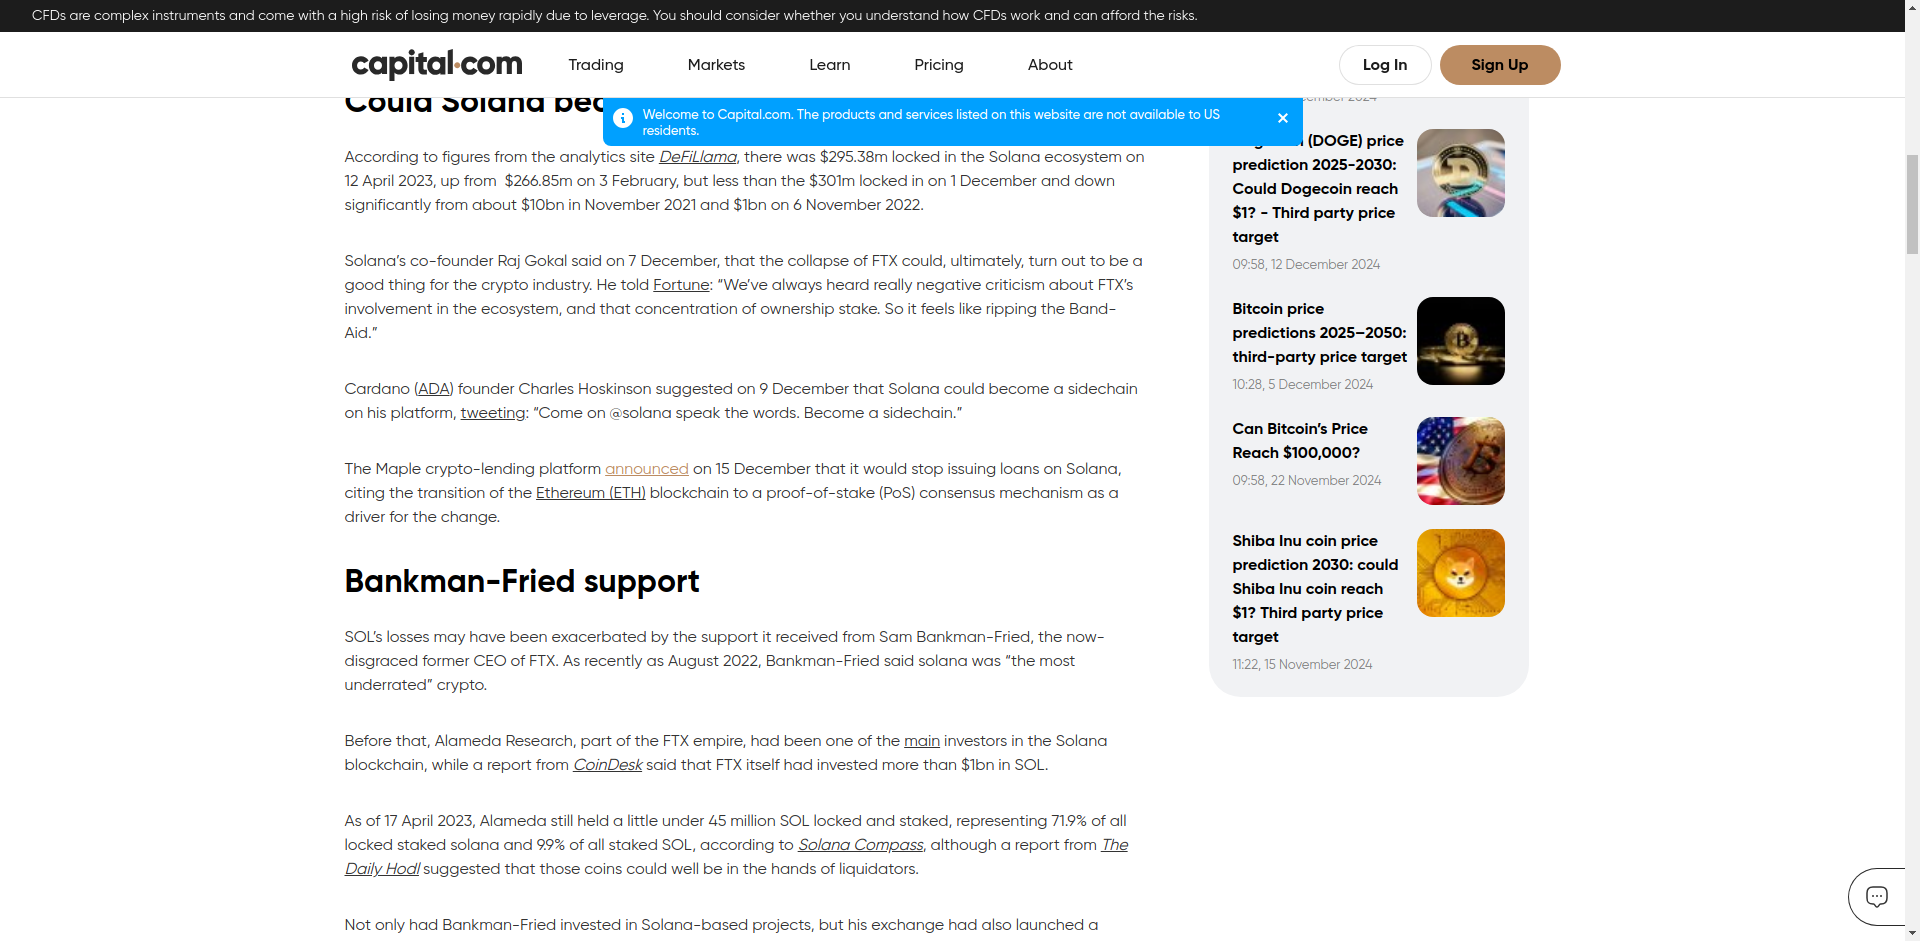 CFDs are complex instruments and come with a high risk of losing money rapidly due to leverage. You should consider whether you understand how CFDs work and can afford the risks.
capital.com
Trading
Markets
Learn
Pricing
About
Log In
Sign Up
Could Solana
Welcome to Capital.com. The products and services listed on this website are not available to US
residents.
According to figures from the analytics site DeFiLlama, there was $295.38m locked in the Solana ecosystem on
12 April 2023, up from $266.85m on 3 February, but less than the $301m locked in on 1 December and down
significantly from about $10bn in November 2021 and $1bn on 6 November 2022.
Solana’s co-founder Raj Gokal said on 7 December, that the collapse of FTX could, ultimately, turn out to be a
good thing for the crypto industry. He told Fortune: “We’ve always heard really negative criticism about FTX’s
involvement in the ecosystem, and that concentration of ownership stake. So it feels like ripping the Band-
Aid.”
Cardano (ADA) founder Charles Hoskinson suggested on 9 December that Solana could become a sidechain
on his platform, tweeting: “Come on @solana speak the words. Become a sidechain.”
The Maple crypto-lending platform announced on 15 December that it would stop issuing loans on Solana,
citing the transition of the Ethereum (ETH) blockchain to a proof-of-stake (PoS) consensus mechanism as a
driver for the change.
Bankman-Fried support
SOL’s losses may have been exacerbated by the support it received from Sam Bankman-Fried, the now-
disgraced former CEO of FTX. As recently as August 2022, Bankman-Fried said solana was “the most
underrated” crypto.
Before that, Alameda Research, part of the FTX empire, had been one of the main investors in the Solana
blockchain, while a report from CoinDesk said that FTX itself had invested more than $1bn in SOL.
As of 17 April 2023, Alameda still held a little under 45 million SOL locked and staked, representing 71.9% of all
locked staked solana and 9.9% of all staked SOL, according to Solana Compass, although a report from The
Daily Hodl suggested that those coins could well be in the hands of liquidators.
Not only had Bankman-Fried invested in Solana-based projects, but his exchange had also launched a
(DOGE) price
prediction 2025-2030:
Could Dogecoin reach
$1? - Third party price
target
09:58, 12 December 2024
Bitcoin price
predictions 2025–2050:
third-party price target
10:28, 5 December 2024
Can Bitcoin’s Price
Reach $100,000?
09:58, 22 November 2024
Shiba Inu coin price
prediction 2030: could
Shiba Inu coin reach
$1? Third party price
target
11:22, 15 November 2024